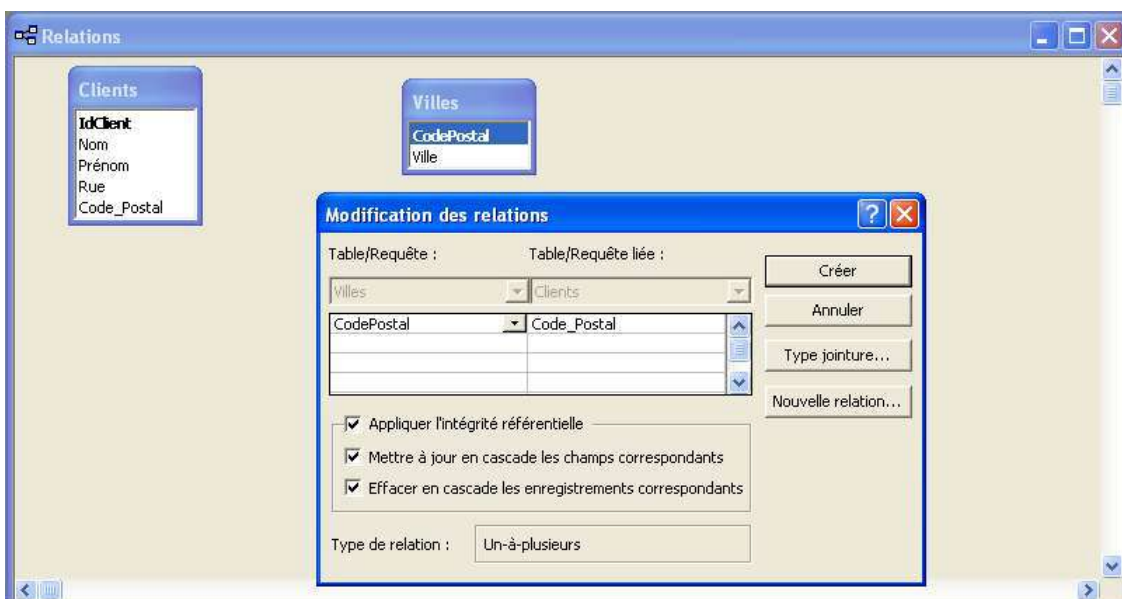 Relations
Clients
IdClient
Nom
Prénom
Rue
Code_Postal
Villes
CodePostal
Ville
Modification des relations
Table/Requête : Table/Requête liée :
Villes Clients
CodePostal Code_Postal
Créer
Annuler
Type jointure...
Nouvelle relation...
Appliquer l'intégrité référentielle
Mettre à jour en cascade les champs correspondants
Effacer en cascade les enregistrements correspondants
Type de relation : Un-à-plusieurs